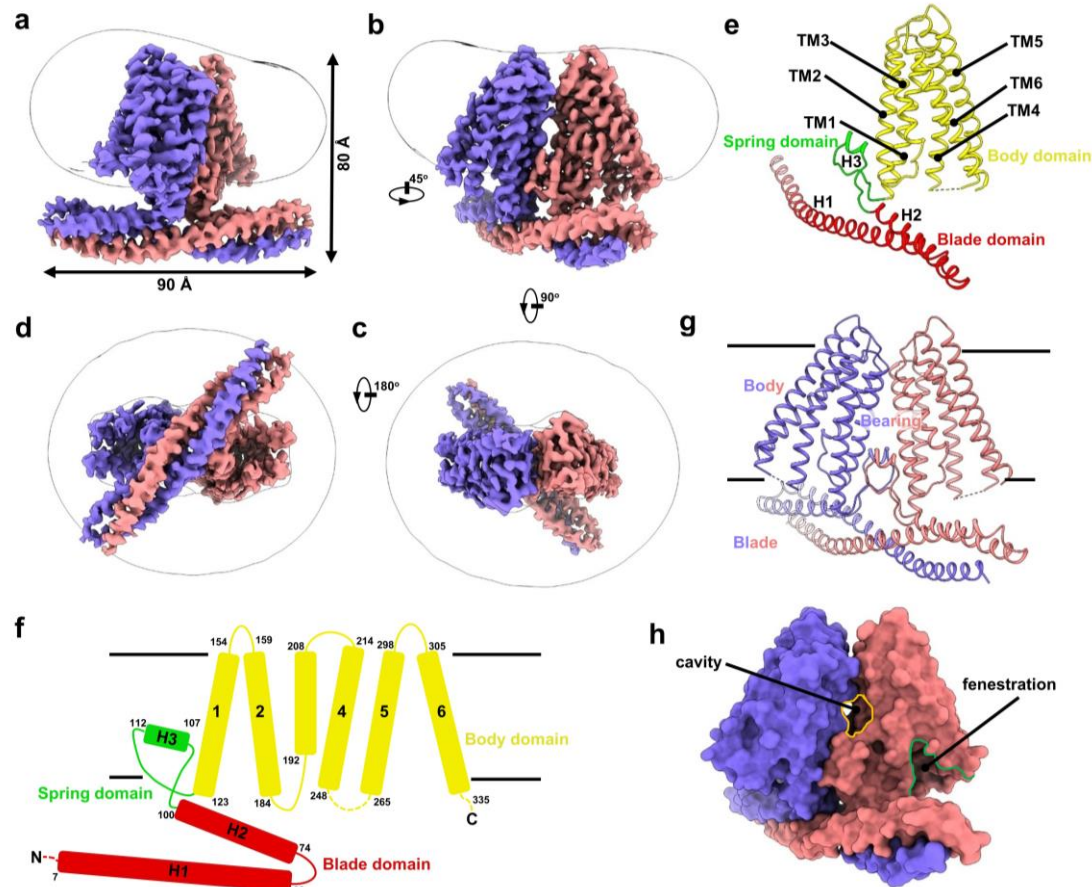 a
80 Å
90 Å
b
45°
90°
e
TM3
TM2
TM1
TM5
TM6
TM4
Spring domain
H3
Body domain
H1
H2
Blade domain
d
180°
c
g
Body
Bearing
Blade
f
154
159
208
214
298
305
112
107
H3
1
2
4
5
6
Body domain
192
Spring domain
123
184
248
265
335
C
100
H2
74
Blade domain
N
7
H1
h
cavity
fenestration